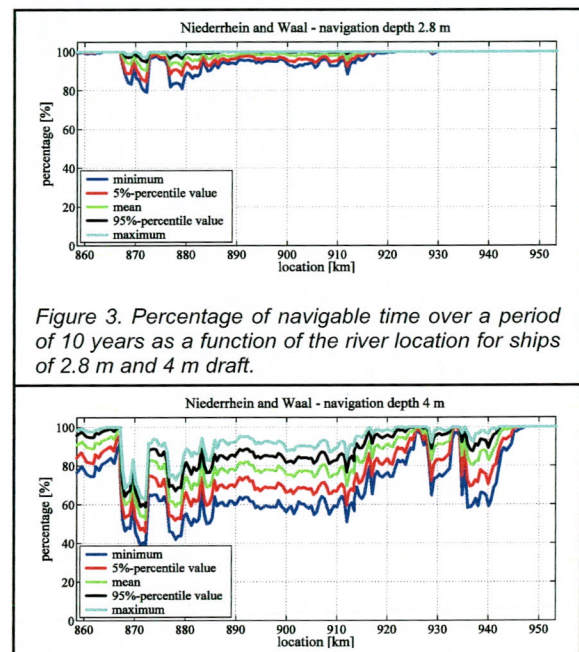 Niederrhein and Waal - navigation depth 2.8 m
percentage [%]
100
80
60
40
20
0
minimum
5%-percentile value
mean
95%-percentile value
maximum
860 870 880 890 900 910 920 930 940 950
location [km]
Figure 3. Percentage of navigable time over a period
of 10 years as a function of the river location for ships
of 2.8 m and 4 m draft.
Niederrhein and Waal - navigation depth 4 m
percentage [%]
100
80
60
40
20
0
minimum
5%-percentile value
mean
95%-percentile value
maximum
860 870 880 890 900 910 920 930 940 950
location [km]